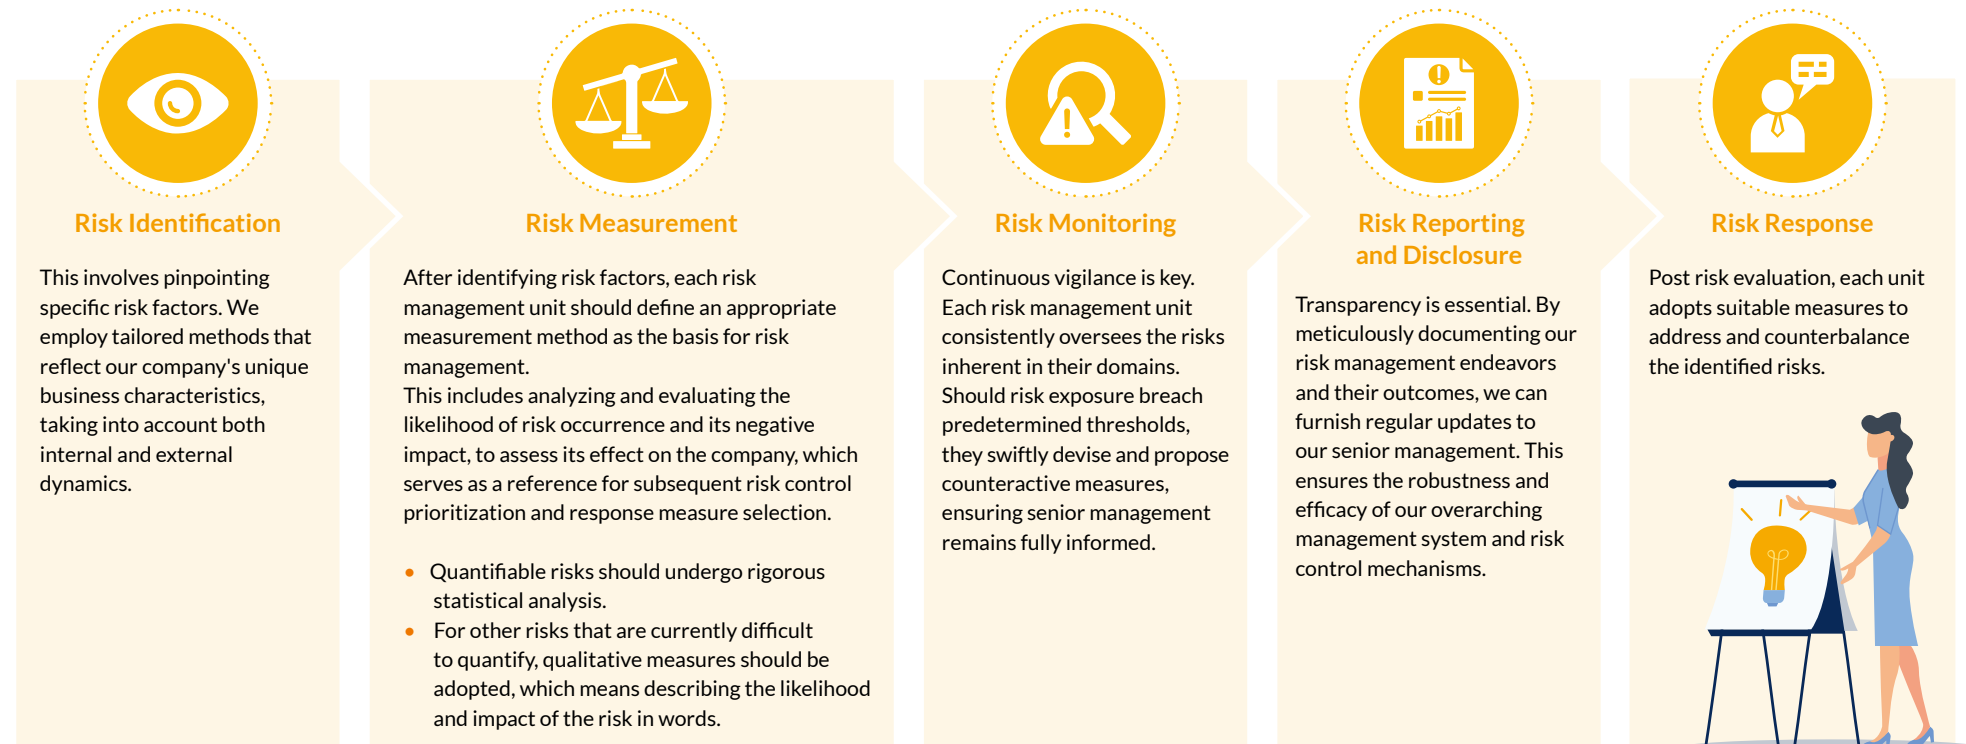 Risk Identification
This involves pinpointing
specific risk factors. We
employ tailored methods that
reflect our company's unique
business characteristics,
taking into account both
internal and external
dynamics.
Risk Measurement
After identifying risk factors, each risk
management unit should define an appropriate
measurement method as the basis for risk
management.
This includes analyzing and evaluating the
likelihood of risk occurrence and its negative
impact, to assess its effect on the company, which
serves as a reference for subsequent risk control
prioritization and response measure selection.
• Quantifiable risks should undergo rigorous
statistical analysis.
• For other risks that are currently difficult
to quantify, qualitative measures should be
adopted, which means describing the likelihood
and impact of the risk in words.
Risk Monitoring
Continuous vigilance is key.
Each risk management unit
consistently oversees the risks
inherent in their domains.
Should risk exposure breach
predetermined thresholds,
they swiftly devise and propose
counteractive measures,
ensuring senior management
remains fully informed.
Risk Reporting
and Disclosure
Transparency is essential. By
meticulously documenting our
risk management endeavors
and their outcomes, we can
furnish regular updates to
our senior management. This
ensures the robustness and
efficacy of our overarching
management system and risk
control mechanisms.
Risk Response
Post risk evaluation, each unit
adopts suitable measures to
address and counterbalance
the identified risks.